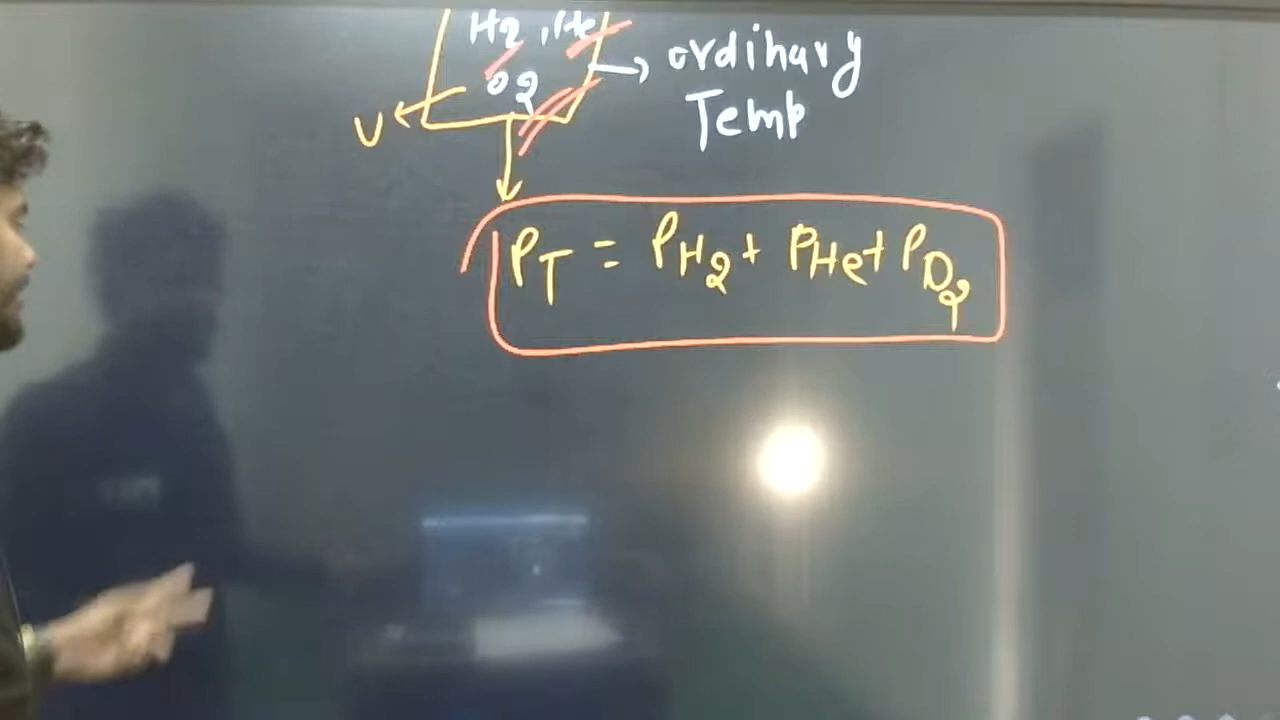 H2, He
O2
→ ordinary
Temp
V
PT = PH2 + PHe + PO2